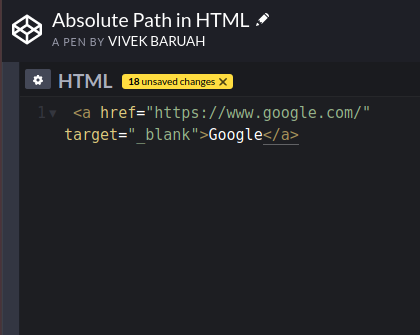 Absolute Path in HTML
A PEN BY VIVEK BARUAH
HTML 18 unsaved changes X
1 <a href="https://www.google.com/"
target="_blank">Google</a>